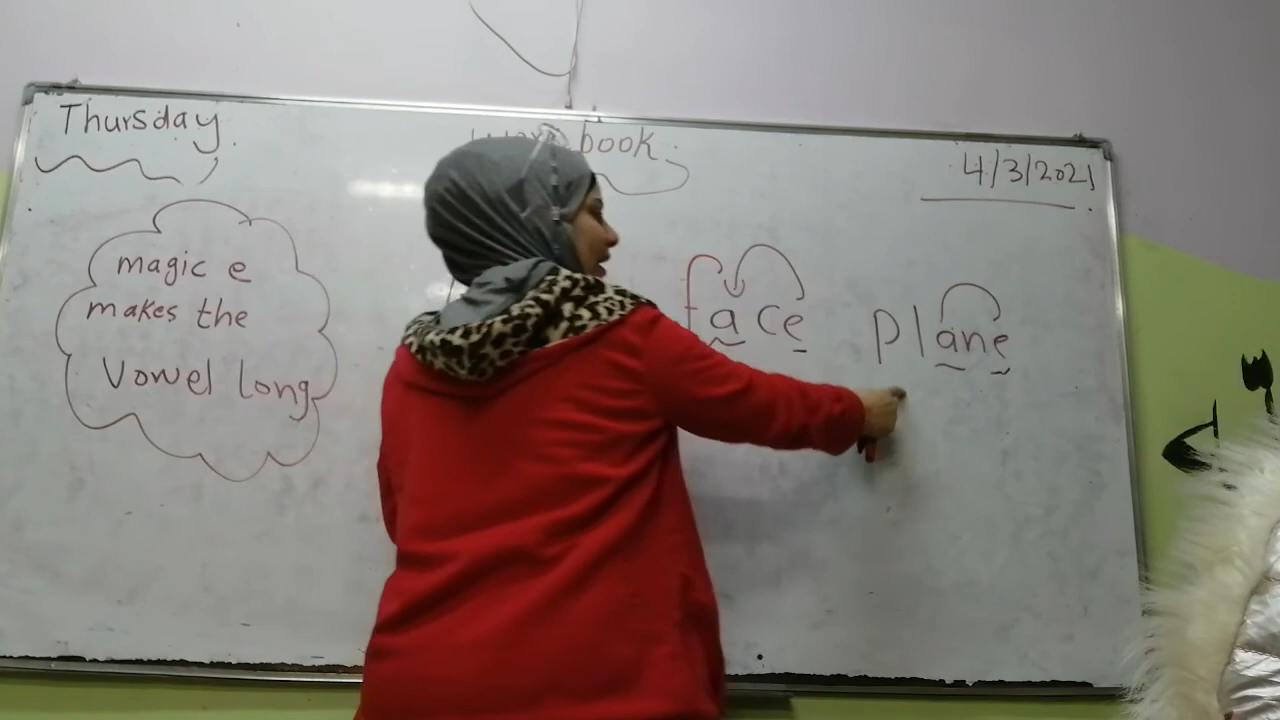 Thursday
book
4/3/2021
magic e
makes the
Vowel long
face
plane